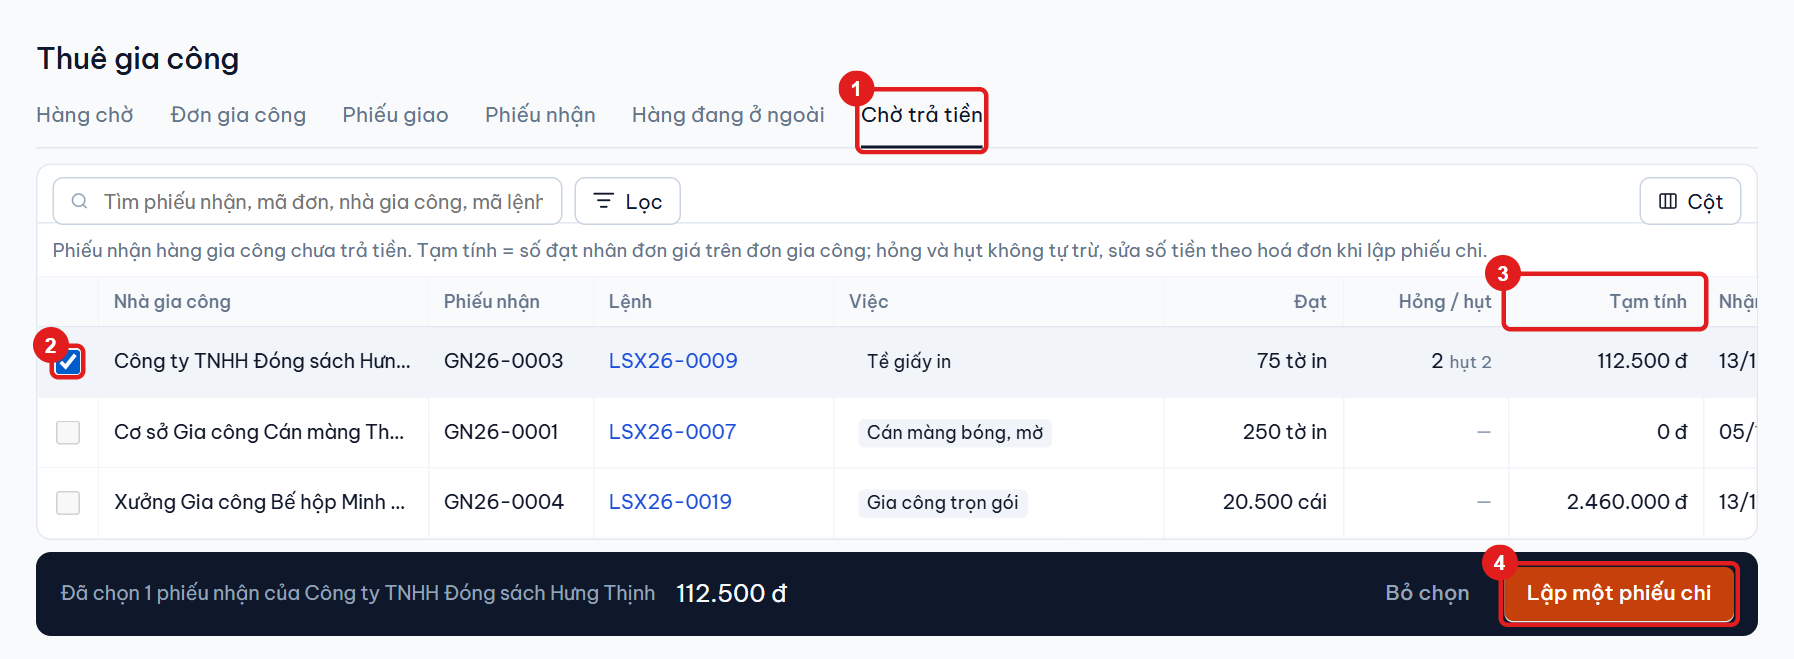 Thuê gia công
Hàng chờ Đơn gia công Phiếu giao Phiếu nhận Hàng đang ở ngoài 1 Chờ trả tiền
Tìm phiếu nhận, mã đơn, nhà gia công, mã lệnh Lọc Cột
Phiếu nhận hàng gia công chưa trả tiền. Tạm tính = số đạt nhân đơn giá trên đơn gia công; hỏng và hụt không tự trừ, sửa số tiền theo hoá đơn khi lập phiếu chi.
3
Nhà gia công Phiếu nhận Lệnh Việc Đạt Hỏng / hụt Tạm tính Nhận
2 Công ty TNHH Đóng sách Hưn... GN26-0003 LSX26-0009 Tề giấy in 75 tờ in 2 hụt 2 112.500 đ 13/1
Cơ sở Gia công Cán màng Th... GN26-0001 LSX26-0007 Cán màng bóng, mờ 250 tờ in — 0 đ 05/
Xưởng Gia công Bế hộp Minh ... GN26-0004 LSX26-0019 Gia công trọn gói 20.500 cái — 2.460.000 đ 13/1
4
Đã chọn 1 phiếu nhận của Công ty TNHH Đóng sách Hưng Thịnh 112.500 đ Bỏ chọn Lập một phiếu chi